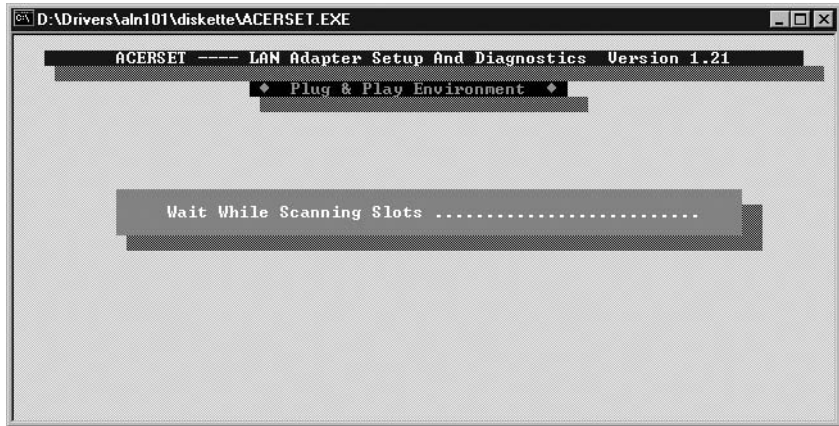 D:\Drivers\aln101\diskette\ACERSET.EXE
ACERSET ---- LAN Adapter Setup And Diagnostics Version 1.21
♦ Plug & Play Environment ♦
Wait While Scanning Slots ..........................